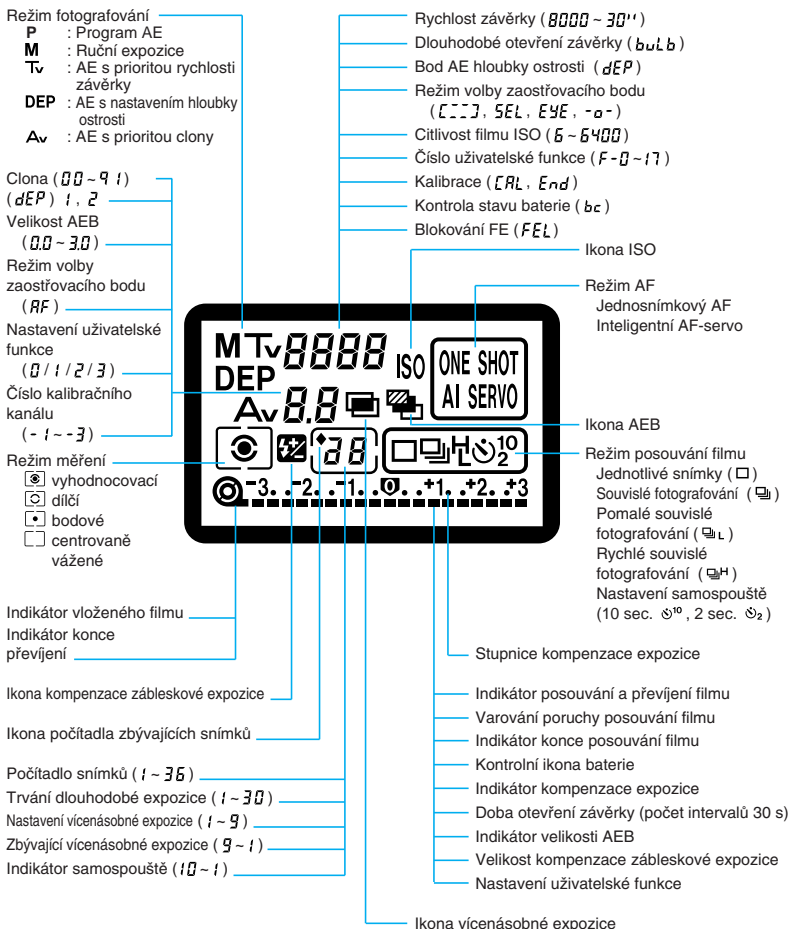 Režim fotografování
P : Program AE
M : Ruční expozice
Tv : AE s prioritou rychlosti
závěrky
DEP : AE s nastavením hloubky
ostrosti
Av : AE s prioritou clony
Clona (00~91)
(dEP) 1, 2
Velikost AEB
(0.0~3.0)
Režim volby
zaostřovacího bodu
(AF)
Nastavení uživatelské
funkce
(0/1/2/3)
Číslo kalibračního
kanálu
(-1~-3)
Režim měření
vyhodnocovací
dílčí
bodové
centrovaně
vážené
Indikátor vloženého filmu
Indikátor konce
převíjení
Ikona kompenzace zábleskové expozice
Ikona počítadla zbývajících snímků
Počítadlo snímků (1~36)
Trvání dlouhodobé expozice (1~30)
Nastavení vícenásobné expozice (1~9)
Zbývající vícenásobné expozice (9~1)
Indikátor samospouště (10~1)
Rychlost závěrky (8000~30'')
Dlouhodobé otevření závěrky (buLb)
Bod AE hloubky ostrosti (dEP)
Režim volby zaostřovacího bodu
([---], SEL, EYE, -o-)
Citlivost filmu ISO (6~6400)
Číslo uživatelské funkce (F-0~17)
Kalibrace (CAL, End)
Kontrola stavu baterie (bc)
Blokování FE (FEL)
Ikona ISO
Režim AF
Jednosnímkový AF
Inteligentní AF-servo
M Tv 8888 ISO ONE SHOT
DEP AI SERVO
Av 8.8
28 H L 10 2
-3..-2..-1..0..+1..+2..+3
Ikona AEB
Režim posouvání filmu
Jednotlivé snímky (□)
Souvislé fotografování ( )
Pomalé souvislé
fotografování ( L)
Rychlé souvislé
fotografování ( H)
Nastavení samospouště
(10 sec. 10, 2 sec. 2)
Stupnice kompenzace expozice
Indikátor posouvání a převíjení filmu
Varování poruchy posouvání filmu
Indikátor konce posouvání filmu
Kontrolní ikona baterie
Indikátor kompenzace expozice
Doba otevření závěrky (počet intervalů 30 s)
Indikátor velikosti AEB
Velikost kompenzace zábleskové expozice
Nastavení uživatelské funkce
Ikona vícenásobné expozice